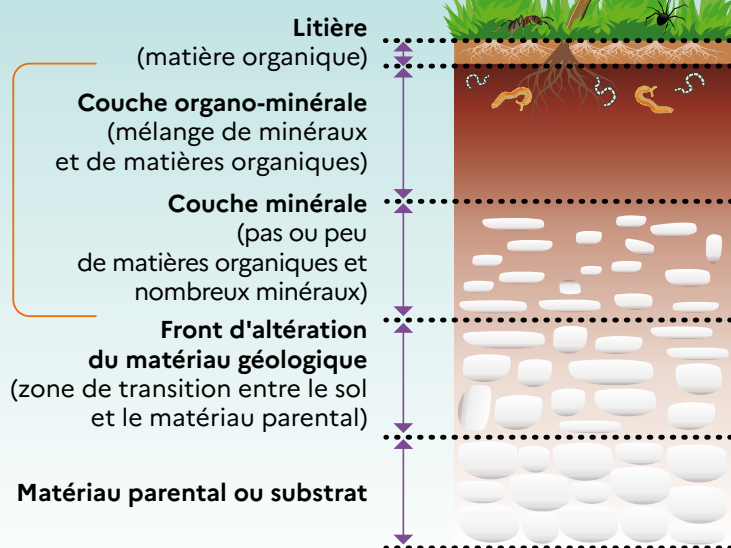 Litière
(matière organique)
Couche organo-minérale
(mélange de minéraux
et de matières organiques)
Couche minérale
(pas ou peu
de matières organiques et
nombreux minéraux)
Front d'altération
du matériau géologique
(zone de transition entre le sol
et le matériau parental)
Matériau parental ou substrat